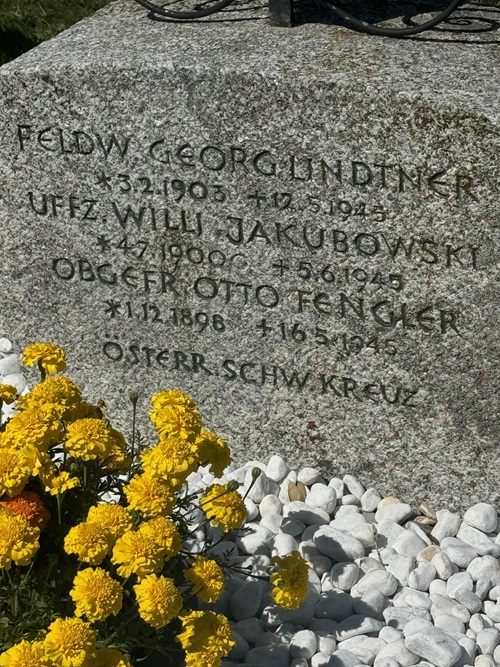 FELDW. GEORG LINDTNER
*3.2.1903 +12.5.1945
UFFZ. WILLI JAKUBOWSKI
*4.7.1900 +5.6.1945
OBGEFR. OTTO FENGLER
*1.12.1898 +16.5.1945
ÖSTERR. SCHW. KREUZ